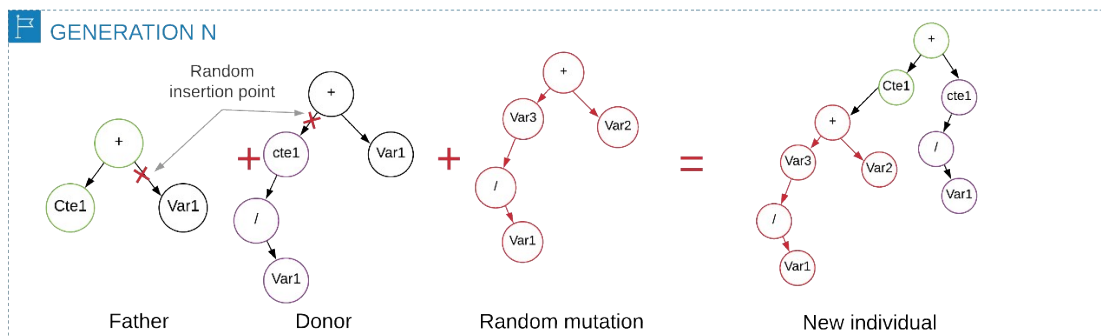 GENERATION N
Random
insertion point
+
Cte1
Var1
+
+
cte1
Var1
/
Var1
+
+
Var3
Var2
/
Var1
=
+
Cte1
cte1
+
/
Var3
Var2
Var1
/
Var1
Father
Donor
Random mutation
New individual